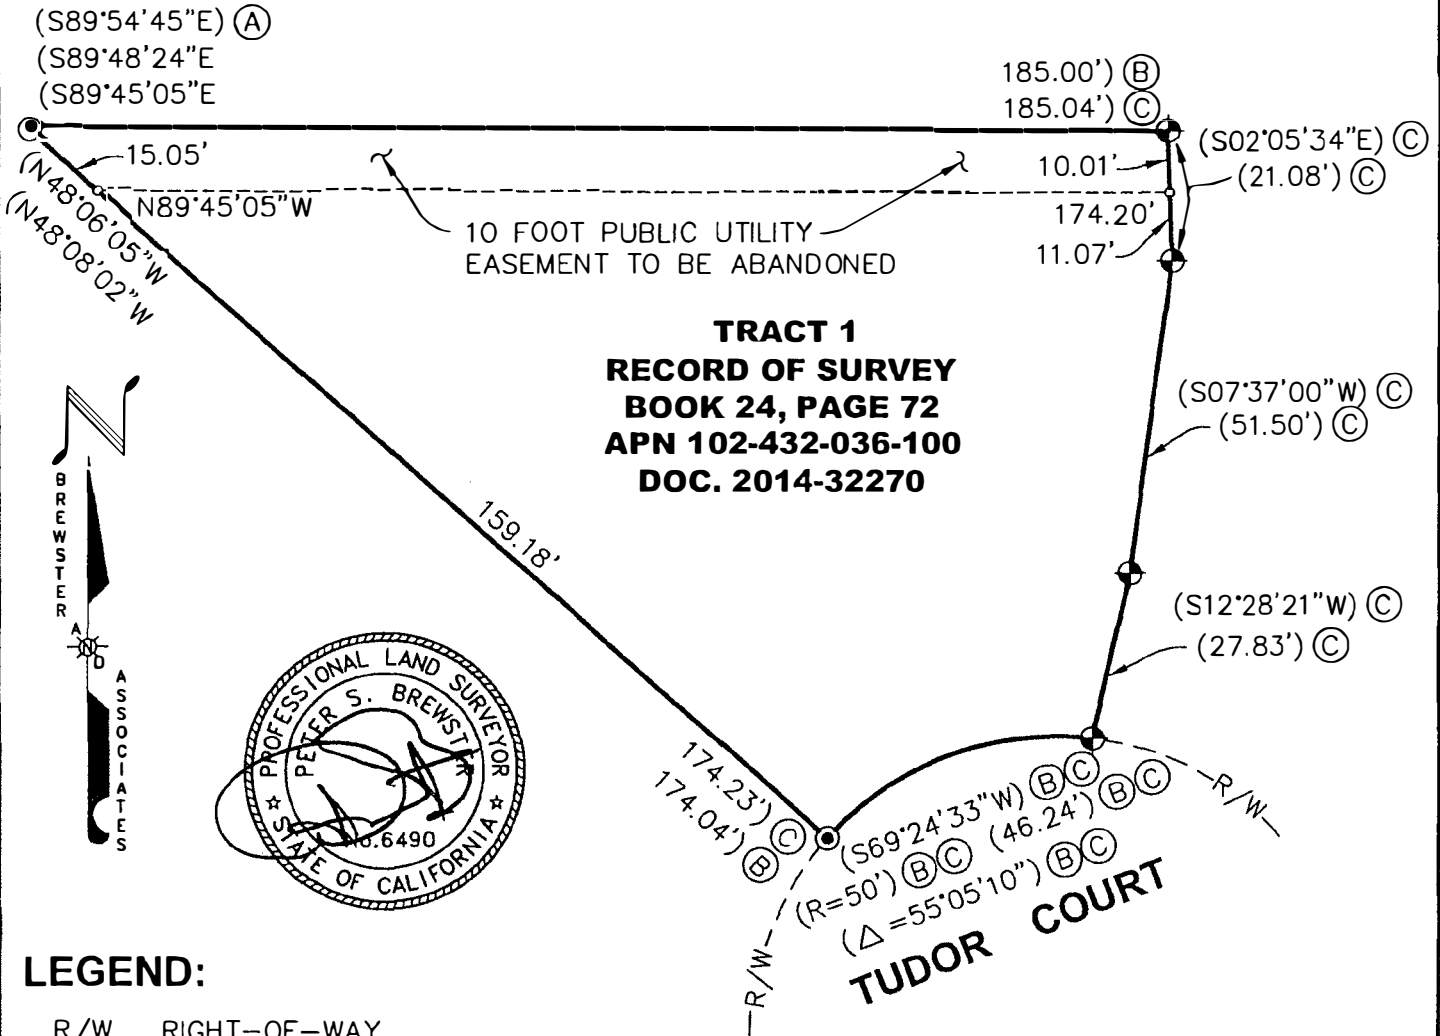 (S89°54'45"E) Ⓐ
(S89°48'24"E
(S89°45'05"E
185.00') Ⓑ
185.04') Ⓒ
15.05'
10.01'
(S02°05'34"E) Ⓒ
(21.08') Ⓒ
(N48°06'05"W
(N48°08'02"W
N89°45'05"W
174.20'
11.07'
10 FOOT PUBLIC UTILITY
EASEMENT TO BE ABANDONED
TRACT 1
RECORD OF SURVEY
BOOK 24, PAGE 72
APN 102-432-036-100
DOC. 2014-32270
(S07°37'00"W) Ⓒ
(51.50') Ⓒ
N
BREWSTER
AND
ASSOCIATES
159.18'
(S12°28'21"W) Ⓒ
(27.83') Ⓒ
PROFESSIONAL LAND SURVEYOR
PETER S. BREWSTER
No.6490
☆ STATE OF CALIFORNIA ☆
174.23') Ⓒ
174.04') Ⓑ
(S69°24'33"W) Ⓑ Ⓒ
(R=50') Ⓑ Ⓒ (46.24') Ⓑ Ⓒ
(△=55°05'10") Ⓑ Ⓒ
R/W
R/W
TUDOR COURT
LEGEND:
R/W RIGHT-OF-WAY